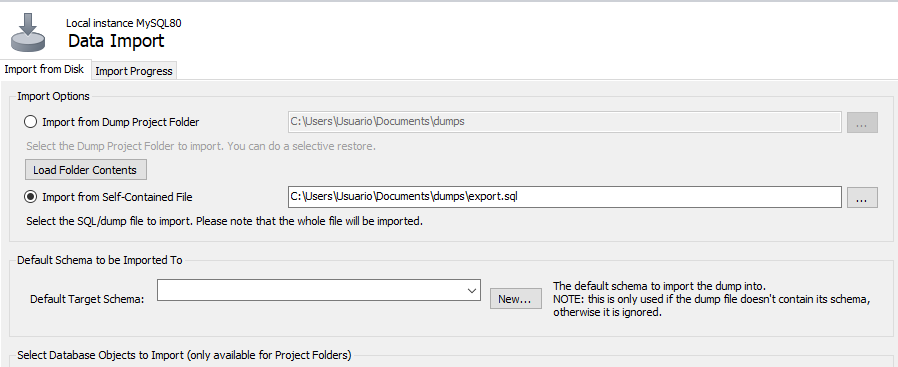 Local instance MySQL80
Data Import
Import from Disk
Import Progress
Import Options
Import from Dump Project Folder
C:\Users\Usuario\Documents\dumps
...
Select the Dump Project Folder to import. You can do a selective restore.
Load Folder Contents
Import from Self-Contained File
C:\Users\Usuario\Documents\dumps\export.sql
...
Select the SQL/dump file to import. Please note that the whole file will be imported.
Default Schema to be Imported To
Default Target Schema:
New...
The default schema to import the dump into.
NOTE: this is only used if the dump file doesn't contain its schema,
otherwise it is ignored.
Select Database Objects to Import (only available for Project Folders)